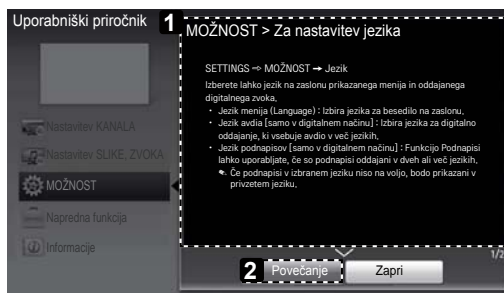 Uporabniški priročnik
1
MOŽNOST > Za nastavitev jezika
SETTINGS ⇨ MOŽNOST ➞ Jezik
Izberete lahko jezik na zaslonu prikazanega menija in oddajanega
digitalnega zvoka.
• Jezik menija (Language) : Izbira jezika za besedilo na zaslonu.
• Jezik avdia [samo v digitalnem načinu] : Izbira jezika za digitalno
oddajanje, ki vsebuje avdio v več jezikih.
• Jezik podnapisov [samo v digitalnem načinu] : Funkcijo Podnapisi
lahko uporabljate, če so podnapisi oddajani v dveh ali več jezikih.
✎ Če podnapisi v izbranem jeziku niso na voljo, bodo prikazani v
privzetem jeziku.
Nastavitev KANALA
Nastavitev SLIKE, ZVOKA
MOŽNOST
Napredna funkcija
Informacije
1/2
2
Povečanje
Zapri